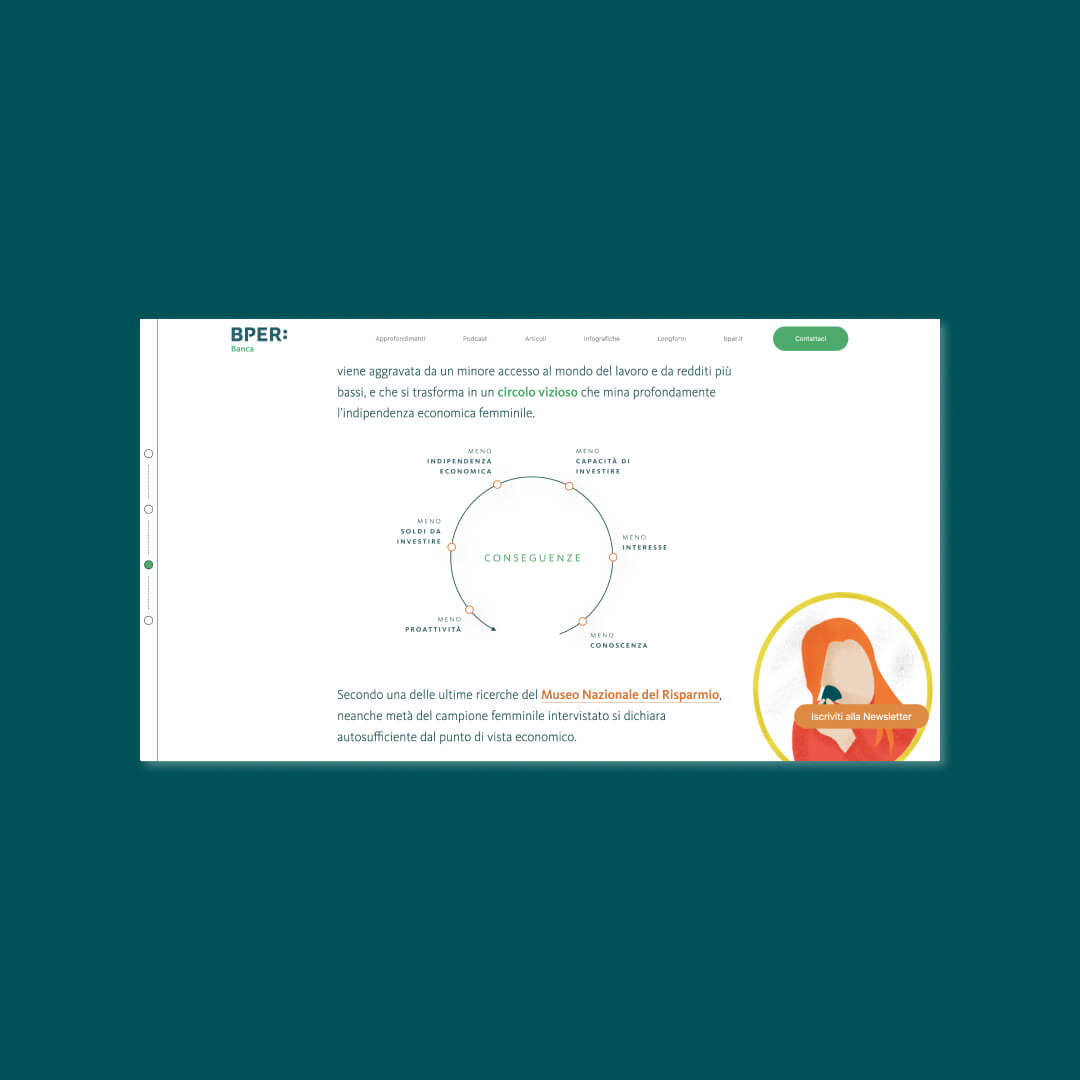 BPER:
Banca
Approfondimenti Podcast Articoli Infografiche Longform bper.it Contattaci
viene aggravata da un minore accesso al mondo del lavoro e da redditi più
bassi, e che si trasforma in un circolo vizioso che mina profondamente
l'indipendenza economica femminile.
MENO
INDIPENDENZA
ECONOMICA
MENO
CAPACITÀ DI
INVESTIRE
MENO
SOLDI DA
INVESTIRE
MENO
INTERESSE
CONSEGUENZE
MENO
PROATTIVITÀ
MENO
CONOSCENZA
Secondo una delle ultime ricerche del Museo Nazionale del Risparmio,
neanche metà del campione femminile intervistato si dichiara
autosufficiente dal punto di vista economico.
Iscriviti alla Newsletter